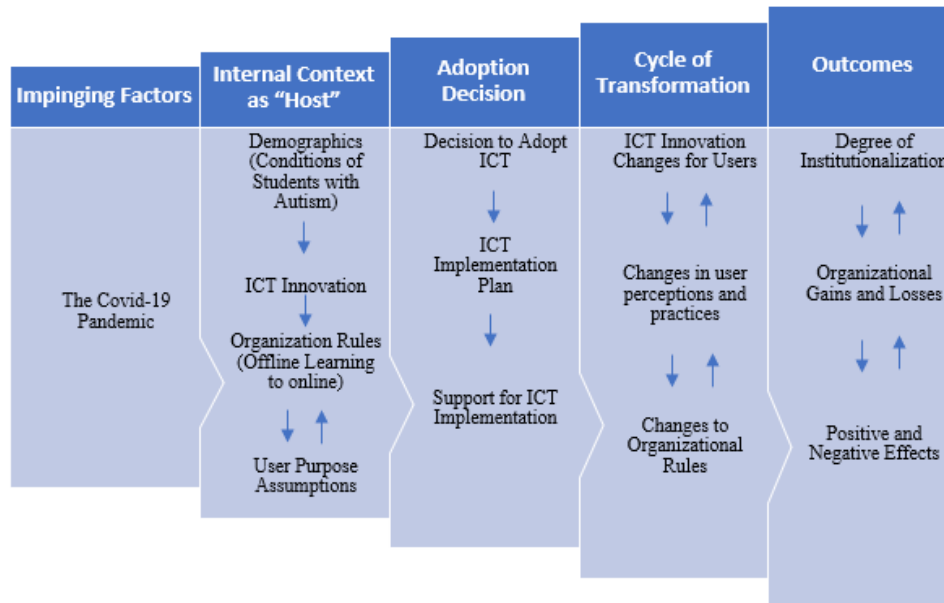 Impinging Factors
Internal Context
as “Host”
Adoption
Decision
Cycle of
Transformation
Outcomes
The Covid-19
Pandemic
Demographics
(Conditions of
Students with
Autism)
ICT Innovation
Organization Rules
(Offline Learning
to online)
User Purpose
Assumptions
Decision to Adopt
ICT
ICT
Implementation
Plan
Support for ICT
Implementation
ICT Innovation
Changes for Users
Changes in user
perceptions and
practices
Changes to
Organizational
Rules
Degree of
Institutionalization
Organizational
Gains and Losses
Positive and
Negative Effects